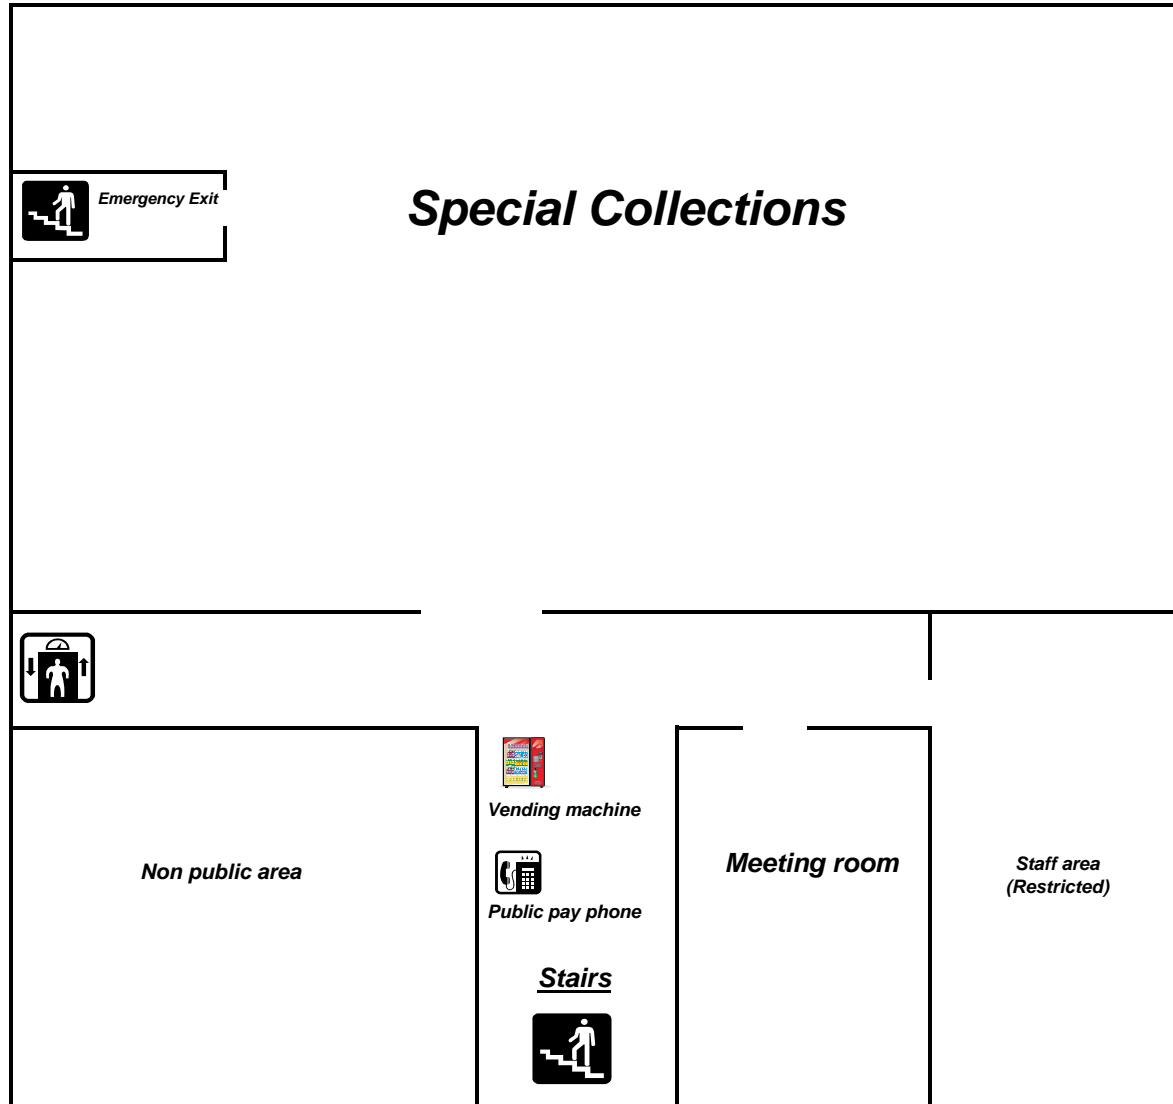 Emergency Exit
Special Collections
Vending machine
Non public area
Meeting room
Staff area
(Restricted)
Public pay phone
Stairs